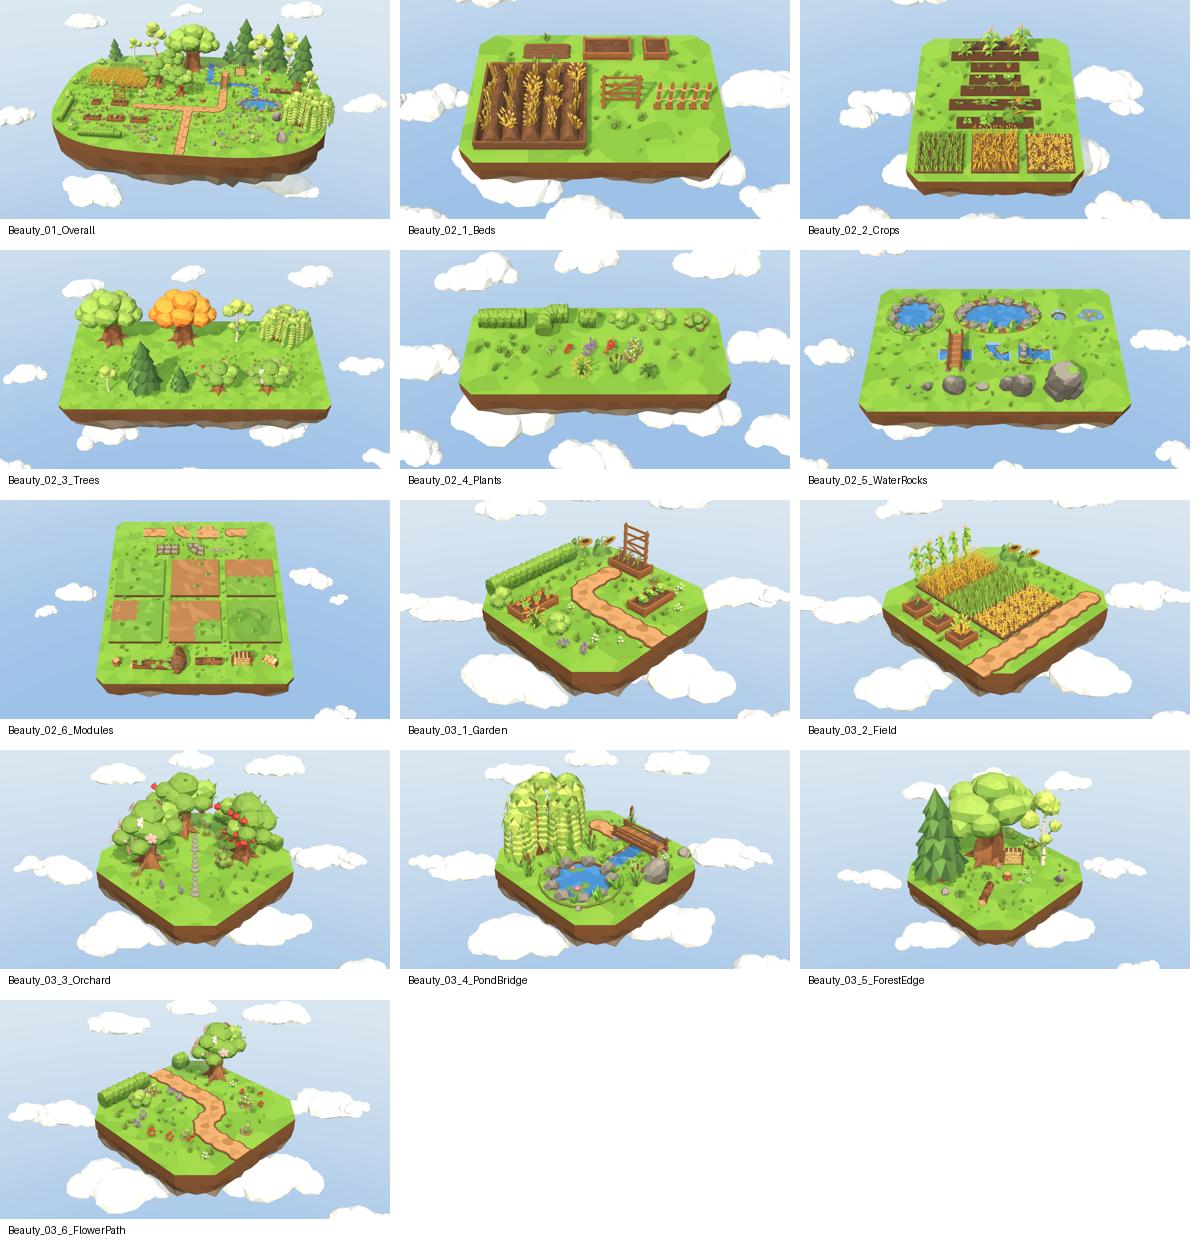 Beauty_01_Overall
Beauty_02_1_Beds
Beauty_02_2_Crops
Beauty_02_3_Trees
Beauty_02_4_Plants
Beauty_02_5_WaterRocks
Beauty_02_6_Modules
Beauty_03_1_Garden
Beauty_03_2_Field
Beauty_03_3_Orchard
Beauty_03_4_PondBridge
Beauty_03_5_ForestEdge
Beauty_03_6_FlowerPath